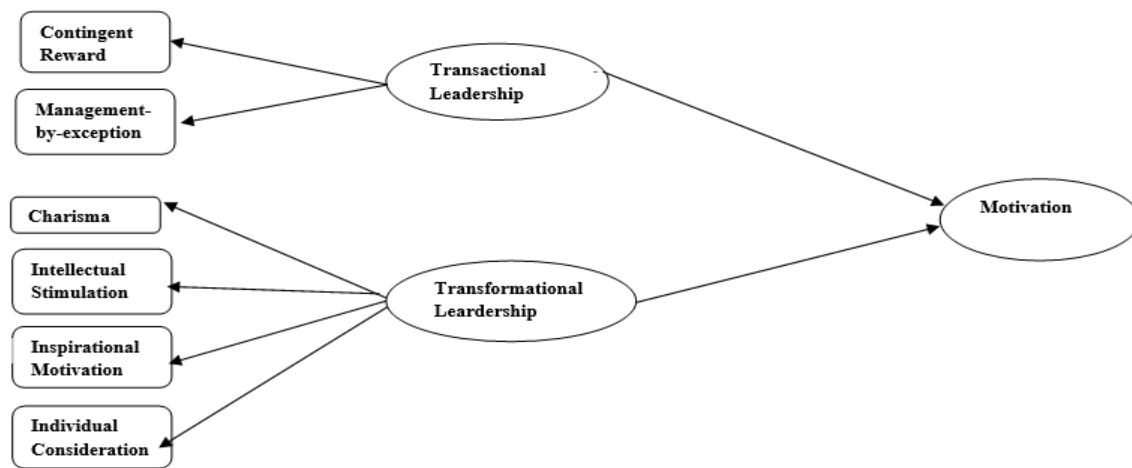 Contingent
Reward
Transactional
Leadership
Management-
by-exception
Charisma
Motivation
Intellectual
Stimulation
Transformational
Leardership
Inspirational
Motivation
Individual
Consideration